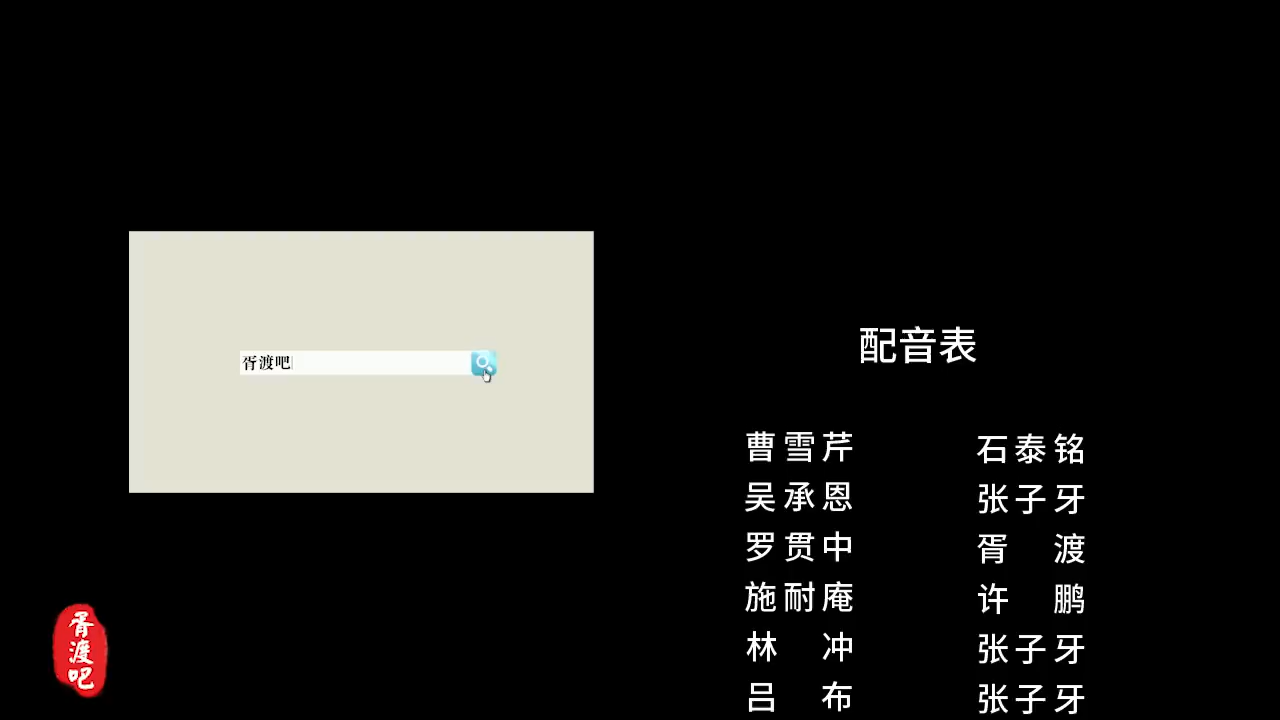 胥渡吧
配音表
曹雪芹 石泰铭
吴承恩 张子牙
罗贯中 胥渡
施耐庵 许鹏
林冲 张子牙
吕布 张子牙
胥渡吧